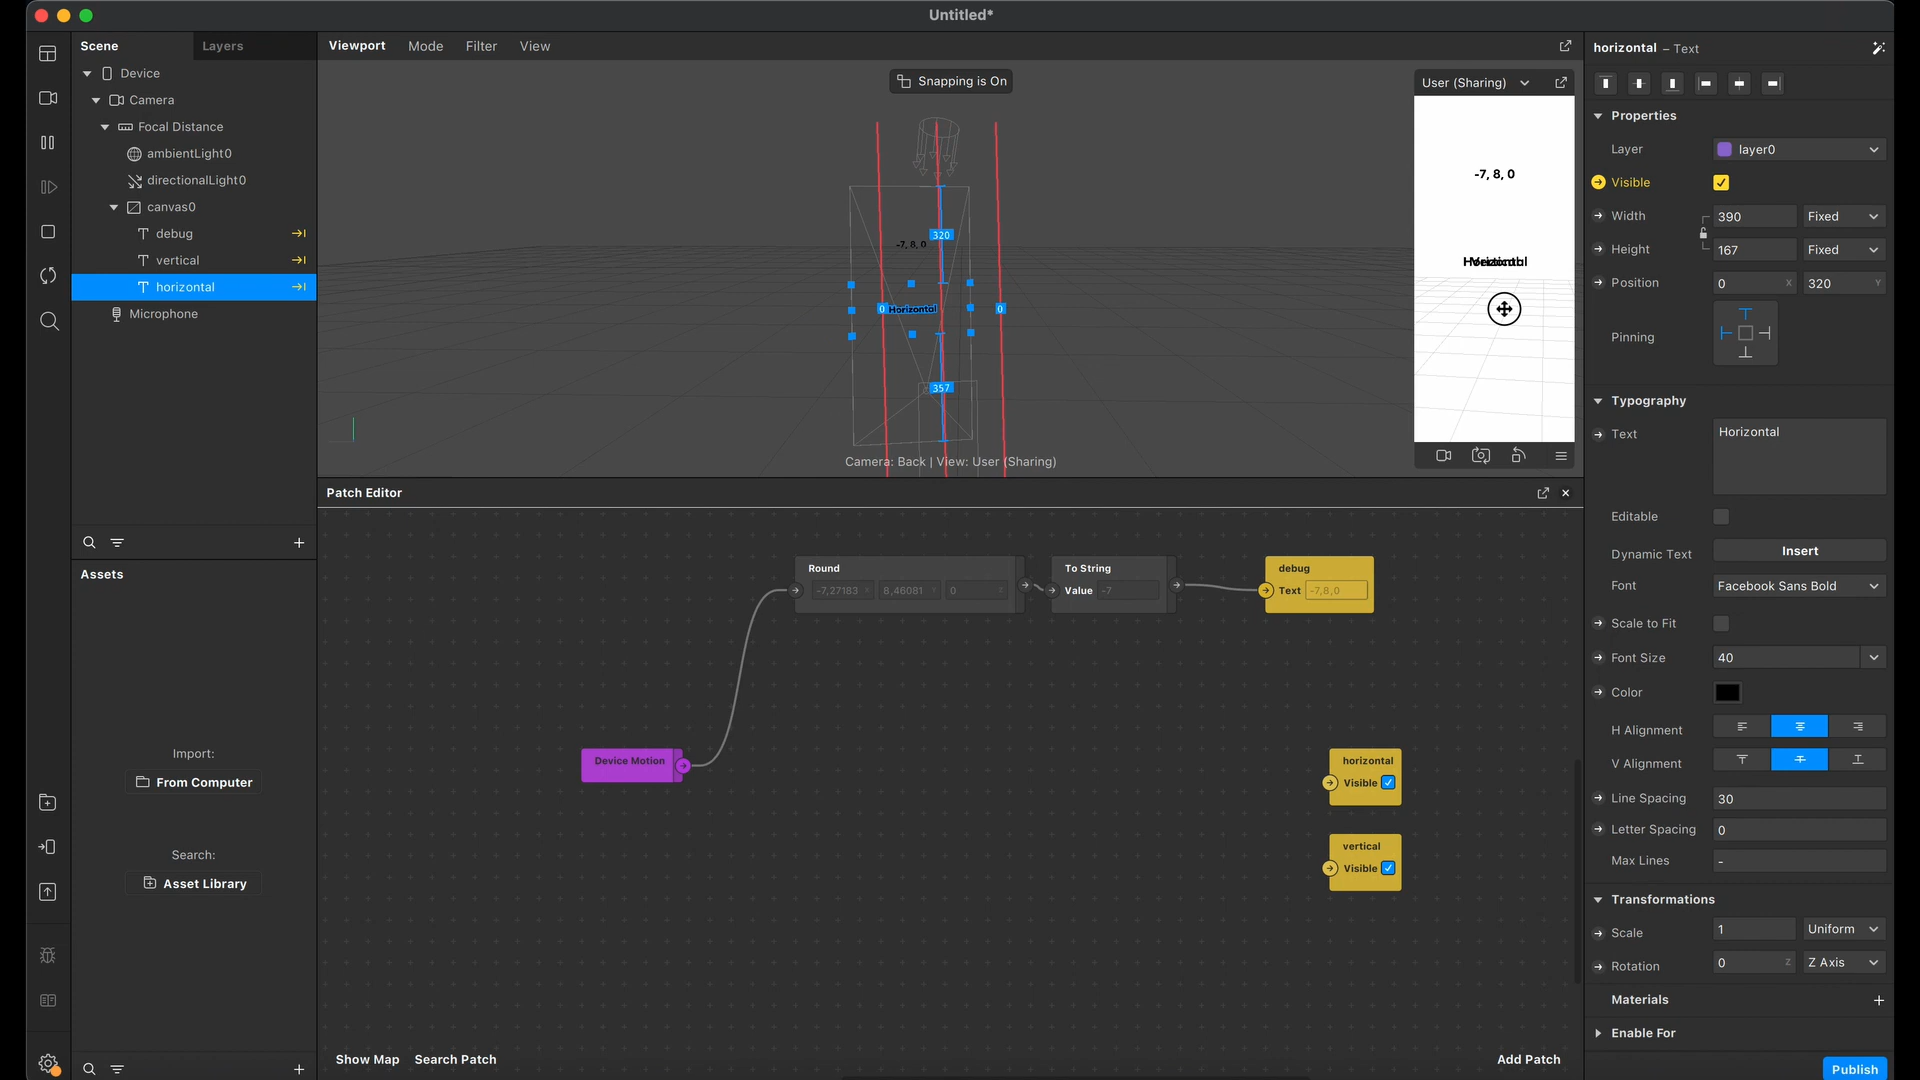 Untitled*
Scene
Layers
Device
Camera
Focal Distance
ambientLight0
directionalLight0
canvas0
debug
vertical
horizontal
Microphone
Assets
Import:
From Computer
Search:
Asset Library
Viewport
Mode
Filter
View
Snapping is On
320
-7, 8, 0
0
Horizontal
0
357
Camera: Back | View: User (Sharing)
User (Sharing)
-7, 8, 0
Patch Editor
Round
-7,27183
8,46081
0
To String
Value
-7
debug
Text
-7,8,0
Device Motion
horizontal
Visible
vertical
Visible
Show Map
Search Patch
Add Patch
horizontal – Text
Properties
Layer
layer0
Visible
Width
390
Fixed
Height
167
Fixed
Position
0
X
320
Y
Pinning
Typography
Text
Horizontal
Editable
Dynamic Text
Insert
Font
Facebook Sans Bold
Scale to Fit
Font Size
40
Color
H Alignment
V Alignment
Line Spacing
30
Letter Spacing
0
Max Lines
-
Transformations
Scale
1
Uniform
Rotation
0
Z
Z Axis
Materials
Enable For
Publish